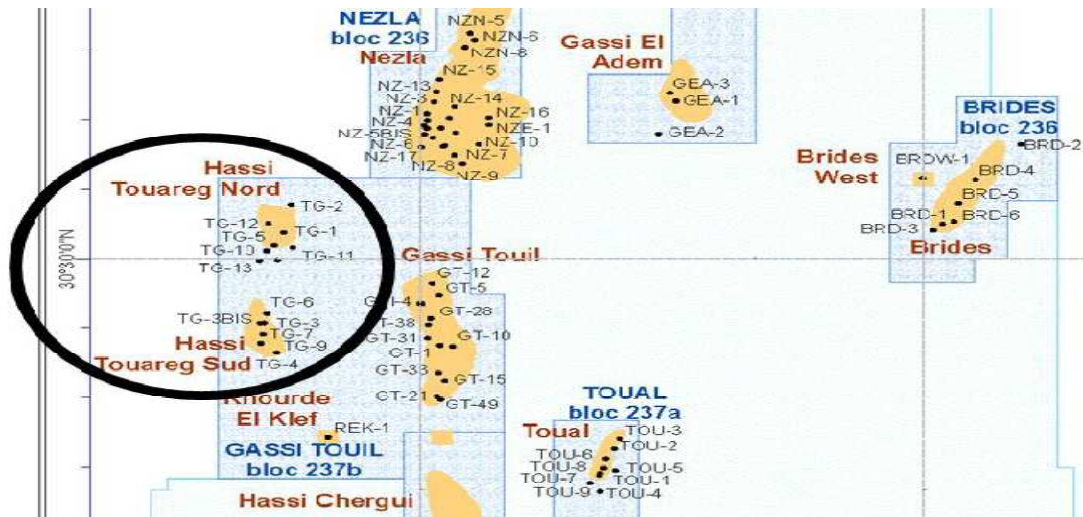 NEZLA
bloc 236
Nezla
NZN-5
NZN-6
NZN-8
NZ-15
NZ-13
NZ-3
NZ-14
NZ-1
NZ-16
NZ-4
NZE-1
NZ-5BIS
NZ-10
NZ-6
NZ-7
NZ-17
NZ-8
NZ-9
Gassi El
Adem
GEA-3
GEA-1
GEA-2
BRIDES
bloc 236
BRD-2
Brides
West
BRDW-1
BRD-4
BRD-5
BRD-1
BRD-6
BRD-3
Brides
Hassi
Touareg Nord
TG-2
TG-12
TG-1
TG-5
TG-10
TG-11
TG-13
30°30'0"N
Gassi Touil
GT-12
GT-5
GT-28
GT-10
GT-31
GT-1
GT-33
GT-15
GT-21
GT-49
TG-6
TG-3BIS
TG-3
TG-7
Hassi
TG-9
Touareg Sud
TG-4
El Klef
REK-1
GASSI TOUIL
bloc 237b
Hassi Chergui
TOUAL
bloc 237a
Toual
TOU-3
TOU-2
TOU-6
TOU-8
TOU-5
TOU-7
TOU-1
TOU-9
TOU-4